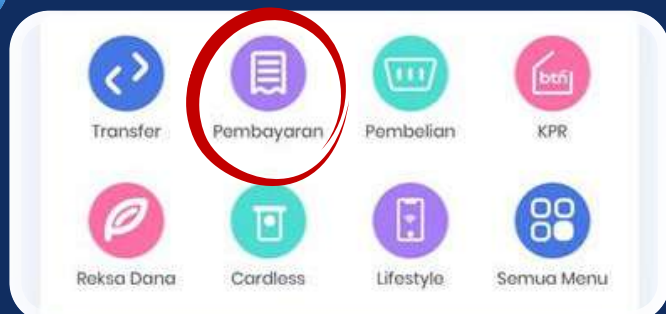 btn
Transfer
Pembayaran
Pembelian
KPR
Reksa Dana
Cardless
Lifestyle
Semua Menu